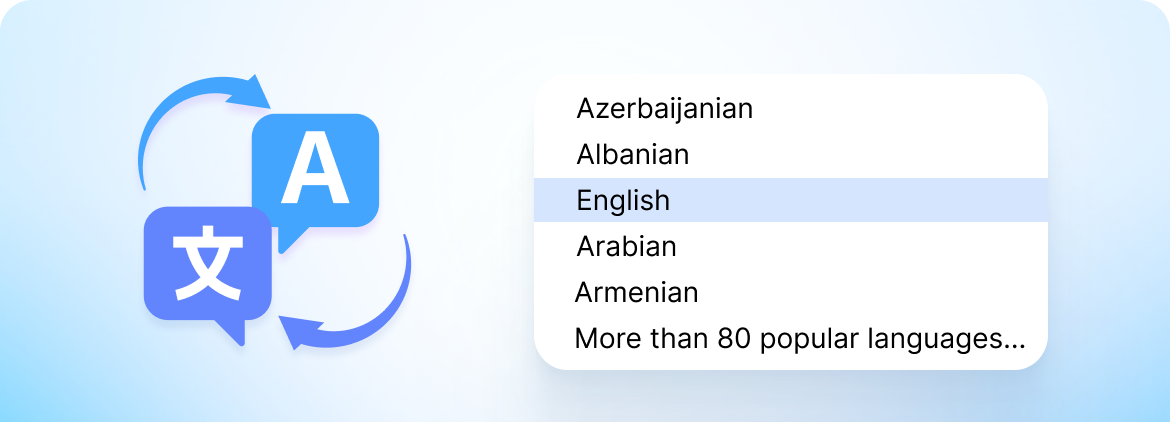 A
文
Azerbaijanian
Albanian
English
Arabian
Armenian
More than 80 popular languages...